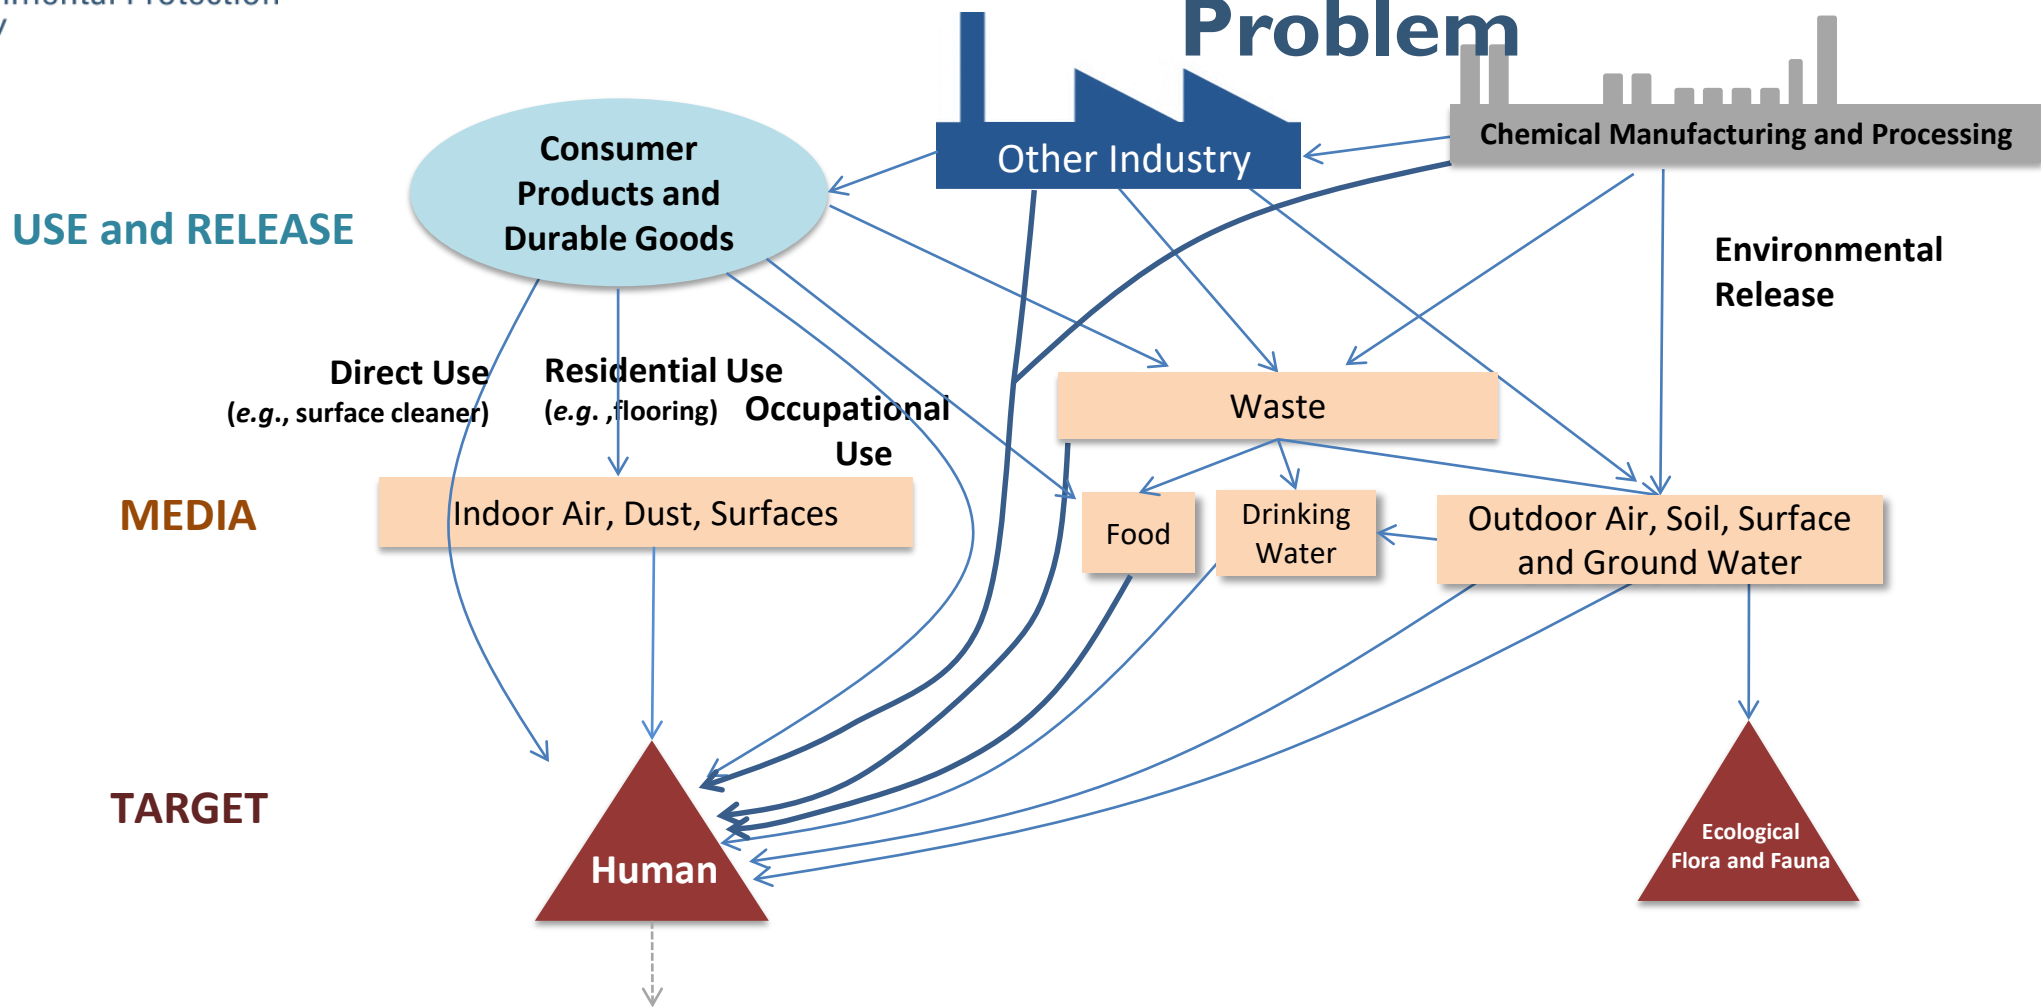 Protection
Problem
Consumer
Products and
Durable Goods
Other Industry
Chemical Manufacturing and Processing
USE and RELEASE
Environmental
Release
Direct Use
(e.g., surface cleaner)
Residential Use
(e.g. ,flooring)
Occupational
Use
Waste
MEDIA
Indoor Air, Dust, Surfaces
Food
Drinking
Water
Outdoor Air, Soil, Surface
and Ground Water
TARGET
Human
Ecological
Flora and Fauna